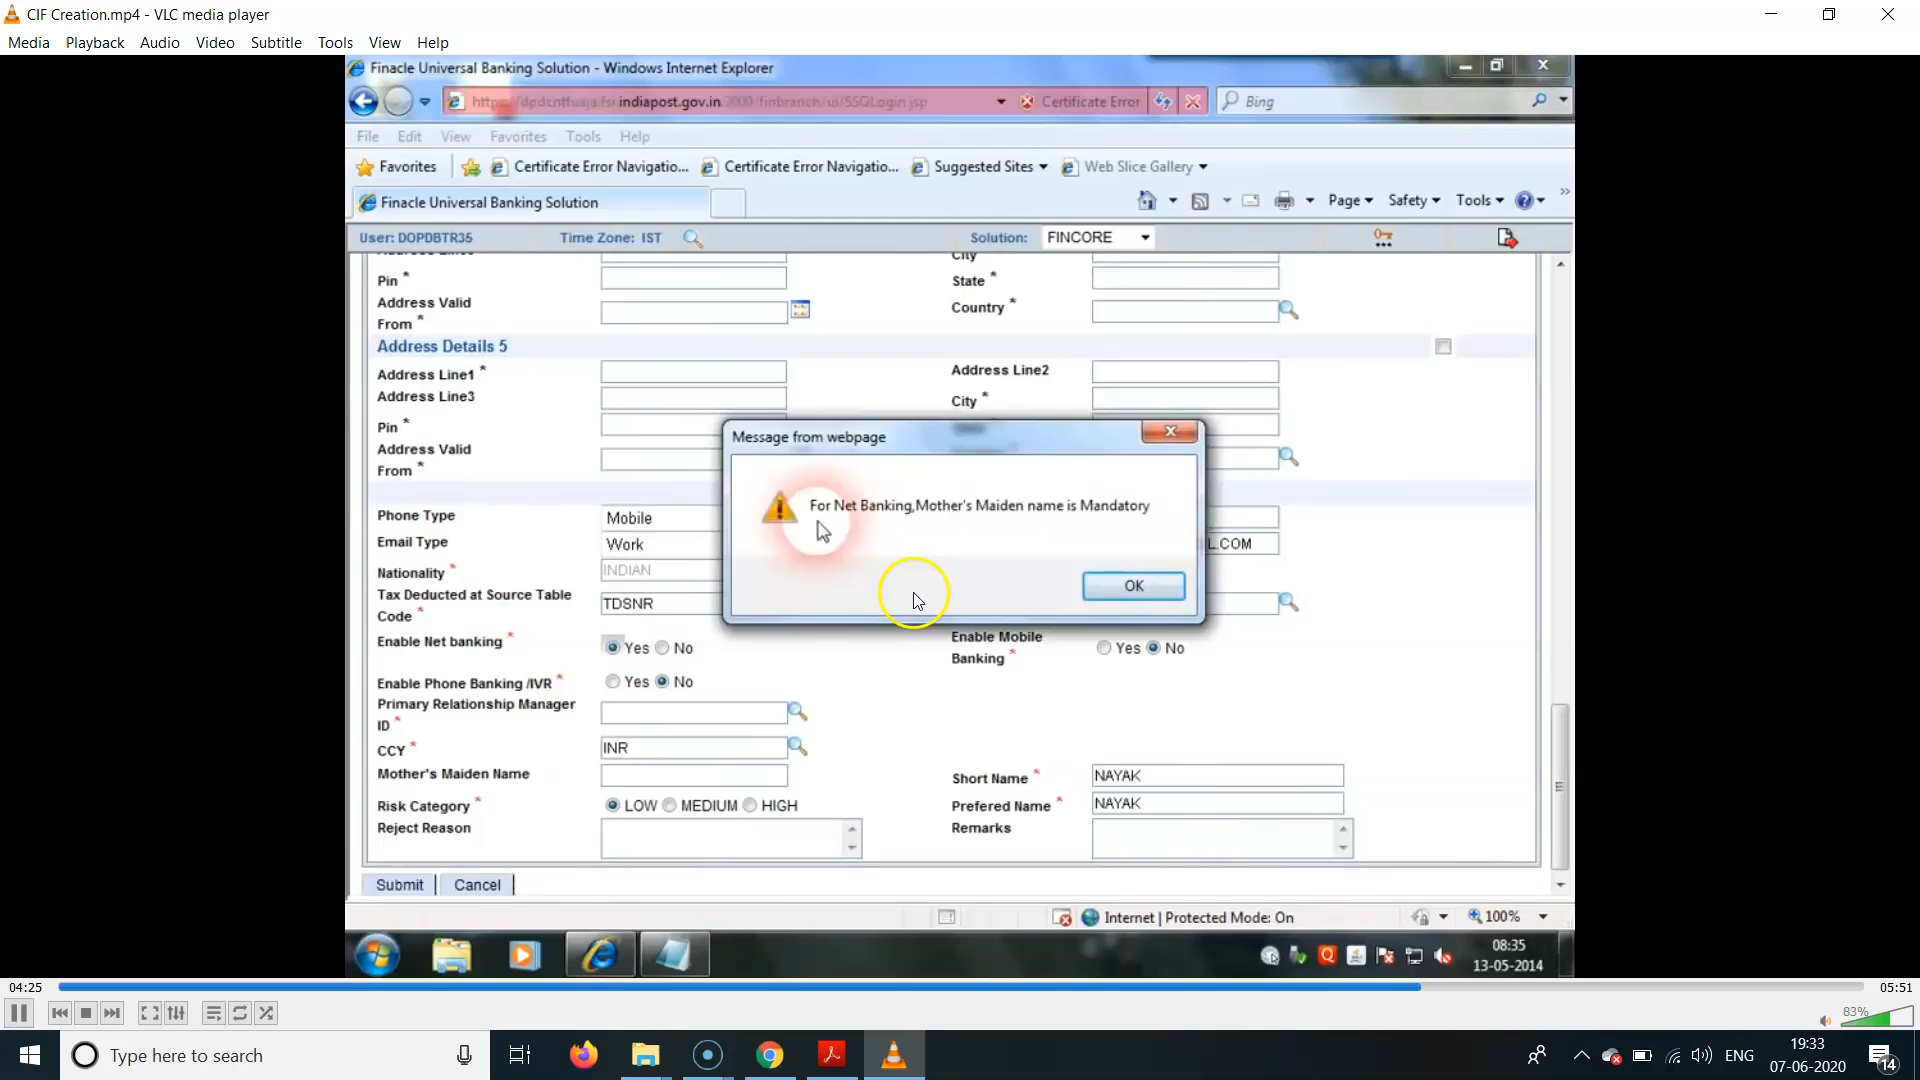 CIF Creation.mp4 - VLC media player
Media Playback Audio Video Subtitle Tools View Help
Finacle Universal Banking Solution - Windows Internet Explorer
indiapost.gov.in:2000/finbranch/ui/SSOLogin.jsp Certificate Error Bing
File Edit View Favorites Tools Help
Favorites Certificate Error Navigatio... Certificate Error Navigatio... Suggested Sites Web Slice Gallery
Finacle Universal Banking Solution Page Safety Tools
User: DOPDBTR35 Time Zone: IST Solution: FINCORE
City
Pin * State *
Address Valid From * Country *
Address Details 5
Address Line1 * Address Line2
Address Line3 City *
Pin *
Address Valid From *
Message from webpage
For Net Banking,Mother's Maiden name is Mandatory
OK
Phone Type Mobile
Email Type Work L.COM
Nationality * INDIAN
Tax Deducted at Source Table Code * TDSNR
Enable Net banking * Yes No Enable Mobile Banking * Yes No
Enable Phone Banking /IVR * Yes No
Primary Relationship Manager ID *
CCY * INR
Mother's Maiden Name Short Name * NAYAK
Risk Category * LOW MEDIUM HIGH Prefered Name * NAYAK
Reject Reason Remarks
Submit Cancel
Internet | Protected Mode: On 100%
08:35
13-05-2014
04:25 05:51
83%
Type here to search ENG 19:33
07-06-2020 14